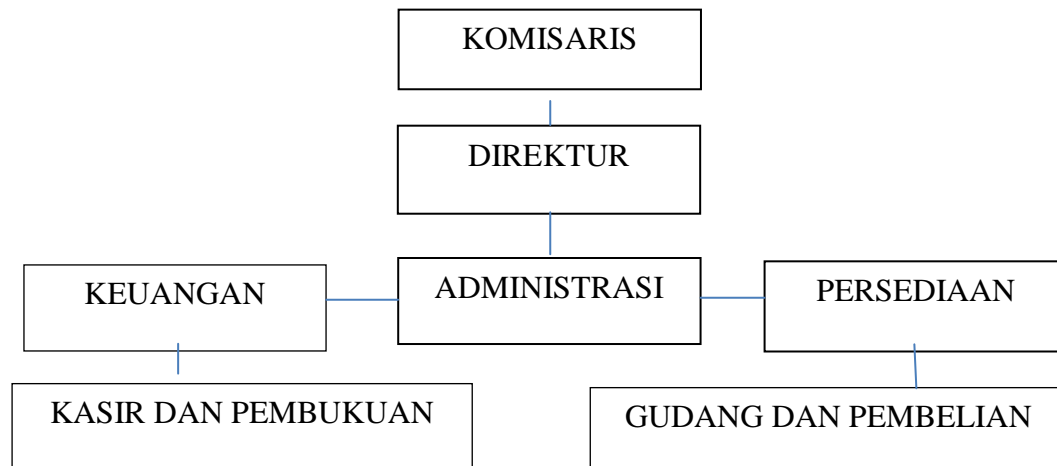 KOMISARIS
DIREKTUR
KEUANGAN
ADMINISTRASI
PERSEDIAAN
KASIR DAN PEMBUKUAN
GUDANG DAN PEMBELIAN